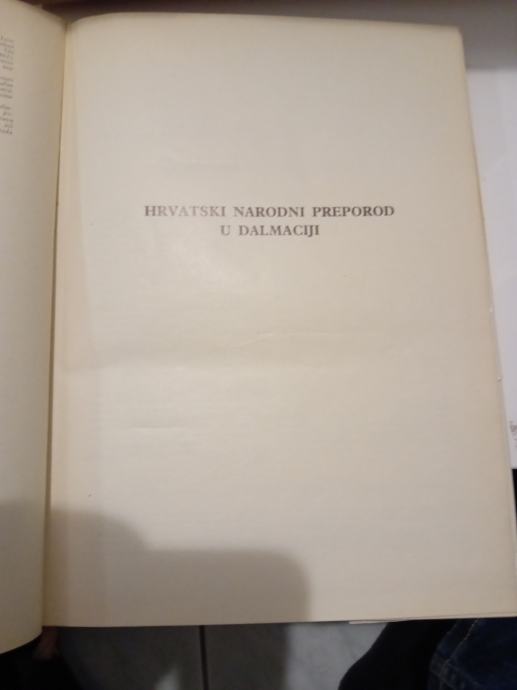 HRVATSKI NARODNI PREPOROD
U DALMACIJI